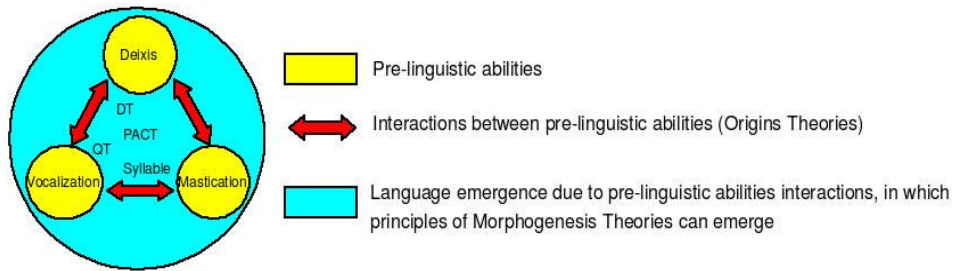 Deixis
DT
PACT
QT
Syllable
Vocalization
Mastication
Pre-linguistic abilities
Interactions between pre-linguistic abilities (Origins Theories)
Language emergence due to pre-linguistic abilities interactions, in which
principles of Morphogenesis Theories can emerge